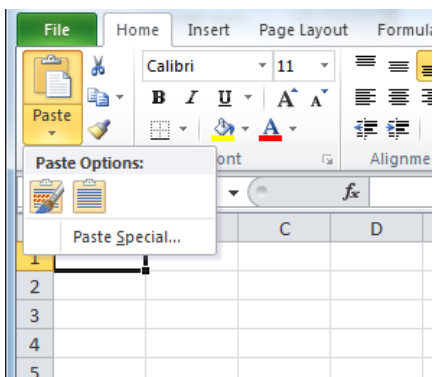 File Home Insert Page Layout Formul
Calibri 11
B I U A A
Paste A
Paste Options: ont Alignme
fx
Paste Special... C D
1
2
3
4
5